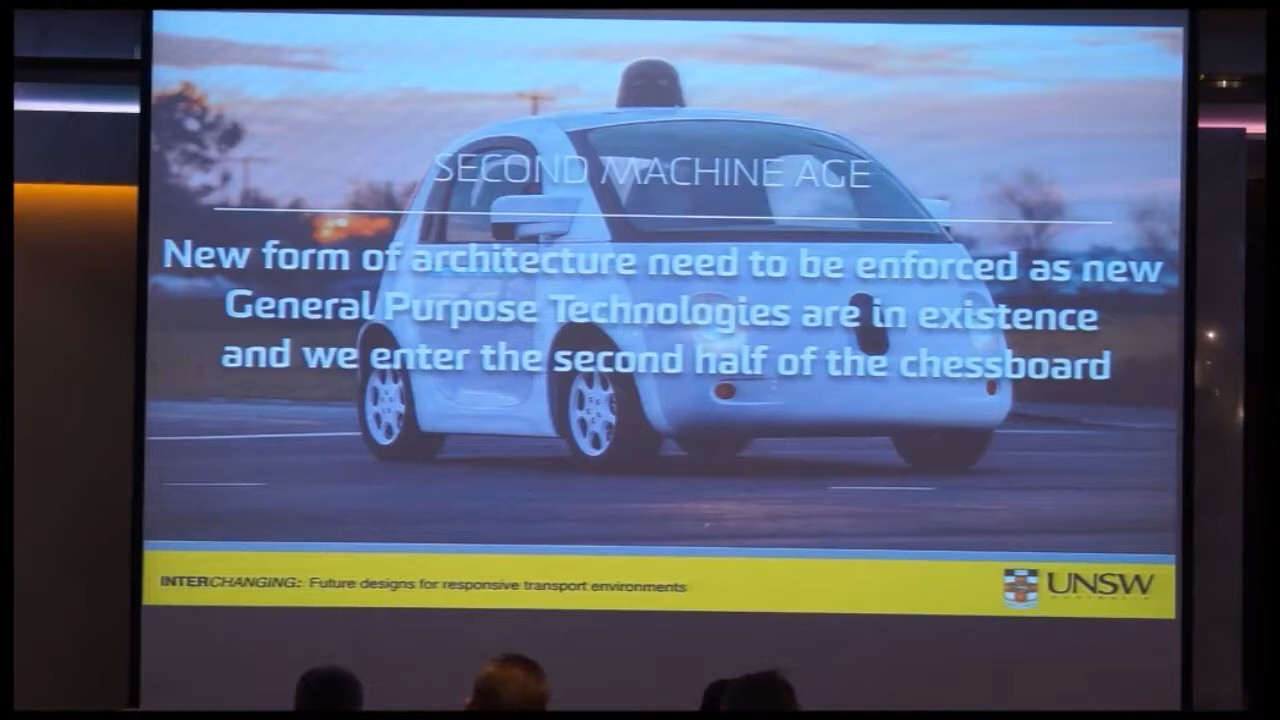 SECOND MACHINE AGE
New form of architecture need to be enforced as new
General Purpose Technologies are in existence
and we enter the second half of the chessboard
INTERCHANGING: Future designs for responsive transport environments
UNSW